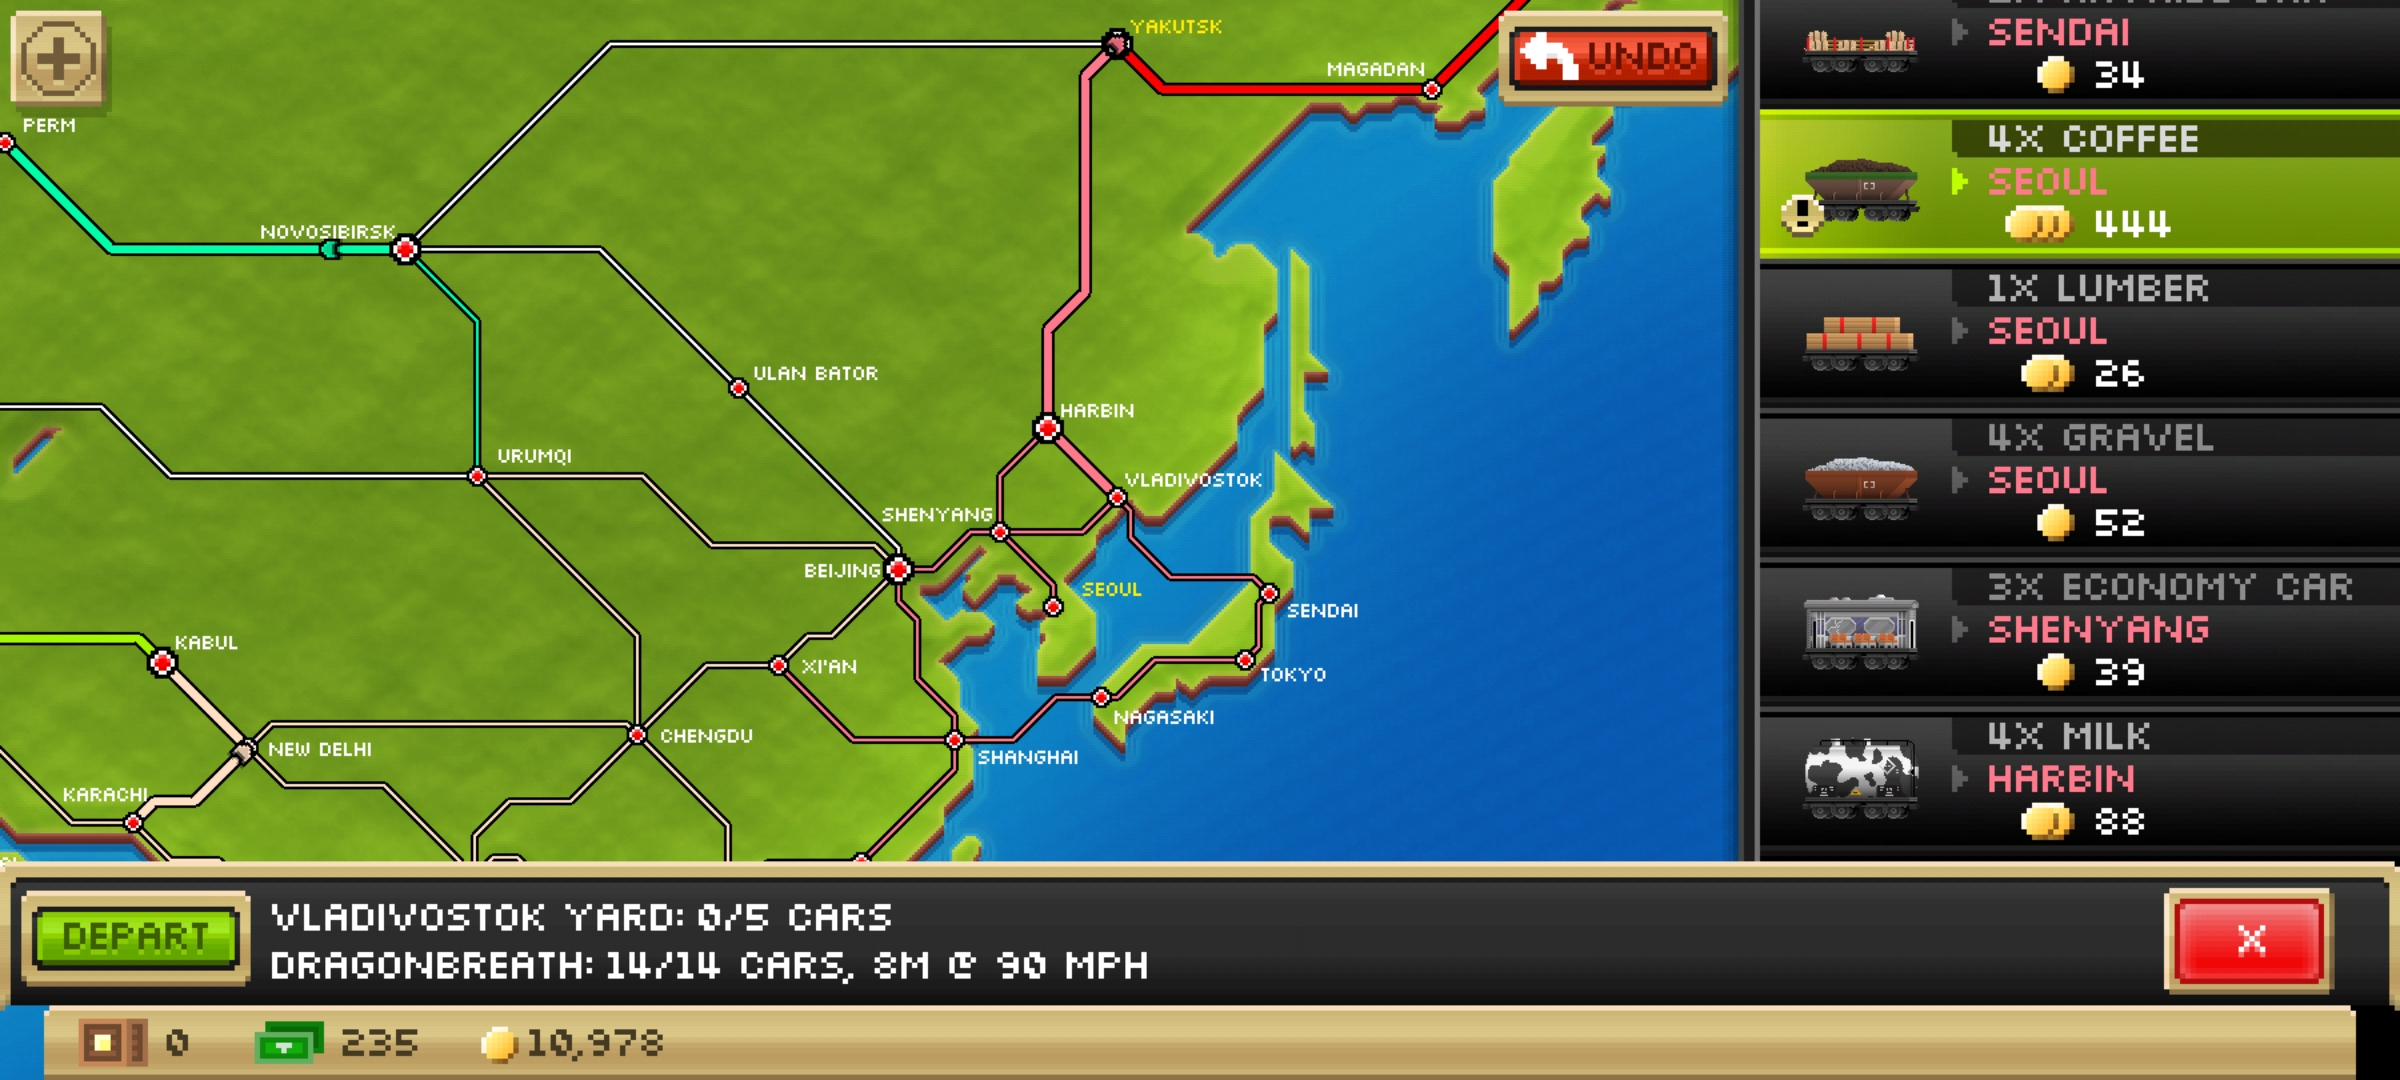 YAKUTSK
MAGADAN
UNDO
PERM
NOVOSIBIRSK
ULAN BATOR
HARBIN
URUMQI
VLADIVOSTOK
SHENYANG
BEIJING
SEOUL
SENDAI
KABUL
XI'AN
TOKYO
NAGASAKI
NEW DELHI
CHENGDU
SHANGHAI
KARACHI
SENDAI
34
4X COFFEE
SEOUL
444
1X LUMBER
SEOUL
26
4X GRAVEL
SEOUL
52
3X ECONOMY CAR
SHENYANG
39
4X MILK
HARBIN
88
DEPART
VLADIVOSTOK YARD: 0/5 CARS
DRAGONBREATH: 14/14 CARS, 8M @ 90 MPH
X
0
235
10,978